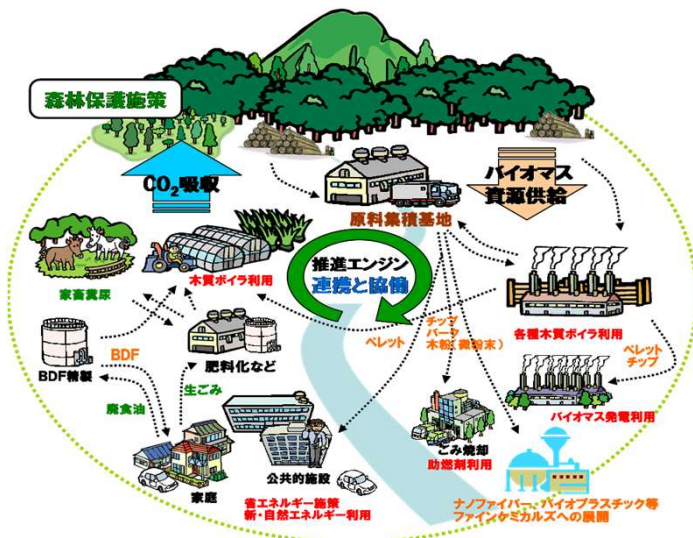 森林保護施策
CO₂吸収
バイオマス
資源供給
原料集積基地
推進エンジン
連携と協働
家畜糞尿
木質ボイラ利用
各種木質ボイラ利用
BDF精製
BDF
肥料化など
ペレット
チップ
バーク
木粉（微粉末）
ペレット
チップ
廃食油
生ごみ
バイオマス発電利用
家庭
公共的施設
ごみ焼却
助燃剤利用
省エネルギー施策
新・自然エネルギー利用
ナノファイバー、バイオプラスチック等
ファインケミカルズへの展開